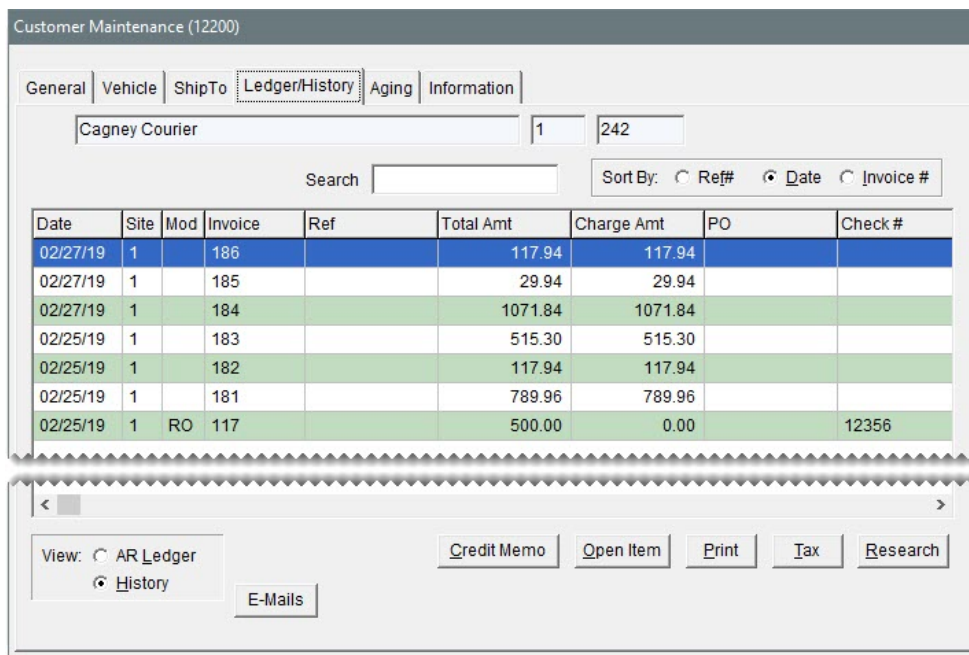 Customer Maintenance (12200)
General Vehicle ShipTo Ledger/History Aging Information
Cagney Courier 1 242
Search Sort By: Ref# Date Invoice #
Date Site Mod Invoice Ref Total Amt Charge Amt PO Check #
02/27/19 1 186 117.94 117.94
02/27/19 1 185 29.94 29.94
02/27/19 1 184 1071.84 1071.84
02/25/19 1 183 515.30 515.30
02/25/19 1 182 117.94 117.94
02/25/19 1 181 789.96 789.96
02/25/19 1 RO 117 500.00 0.00 12356
View: AR Ledger Credit Memo Open Item Print Tax Research
History
E-Mails